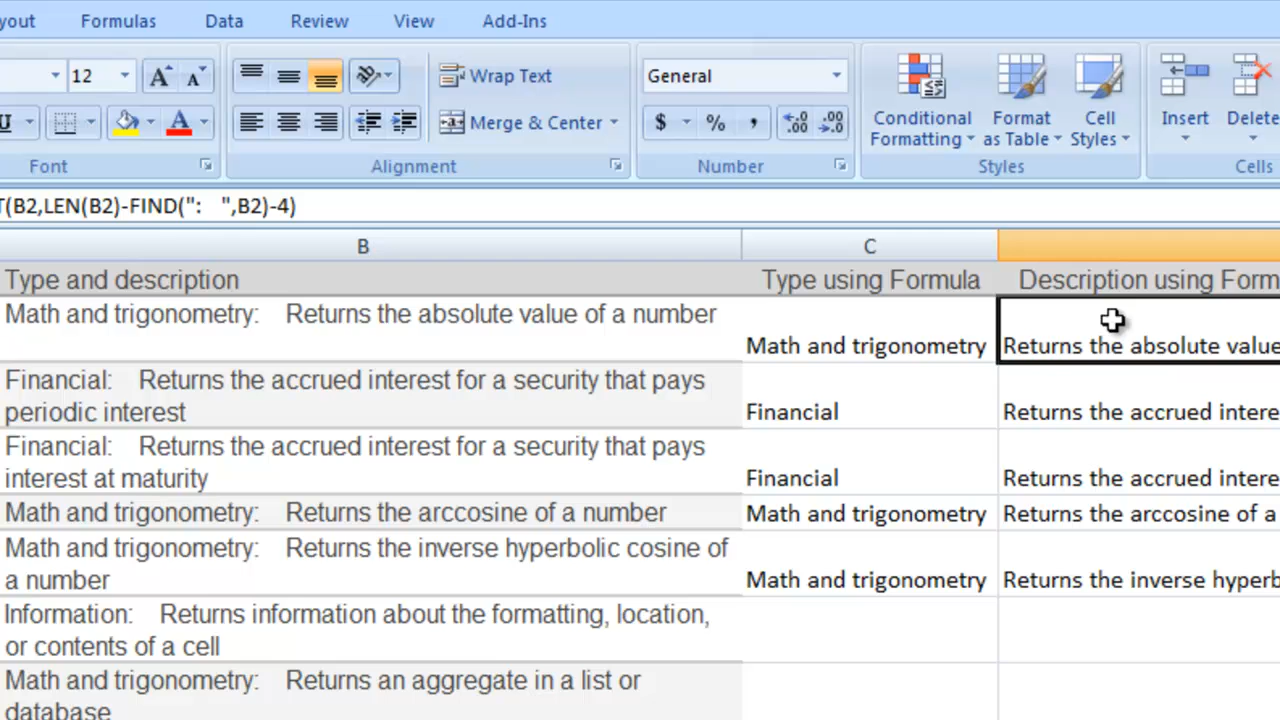 yout Formulas Data Review View Add-Ins
12 A A Wrap Text General
U A Merge & Center $ % , .00 .00 Conditional Formatting Format as Table Cell Styles Insert Delete
Font Alignment Number Styles Cells
T(B2,LEN(B2)-FIND(":   ",B2)-4)
B C
Type and description Type using Formula Description using Form
Math and trigonometry:    Returns the absolute value of a number Math and trigonometry Returns the absolute value
Financial:    Returns the accrued interest for a security that pays
periodic interest Financial Returns the accrued intere
Financial:    Returns the accrued interest for a security that pays
interest at maturity Financial Returns the accrued intere
Math and trigonometry:    Returns the arccosine of a number Math and trigonometry Returns the arccosine of a
Math and trigonometry:    Returns the inverse hyperbolic cosine of
a number Math and trigonometry Returns the inverse hyperb
Information:    Returns information about the formatting, location,
or contents of a cell
Math and trigonometry:    Returns an aggregate in a list or
database